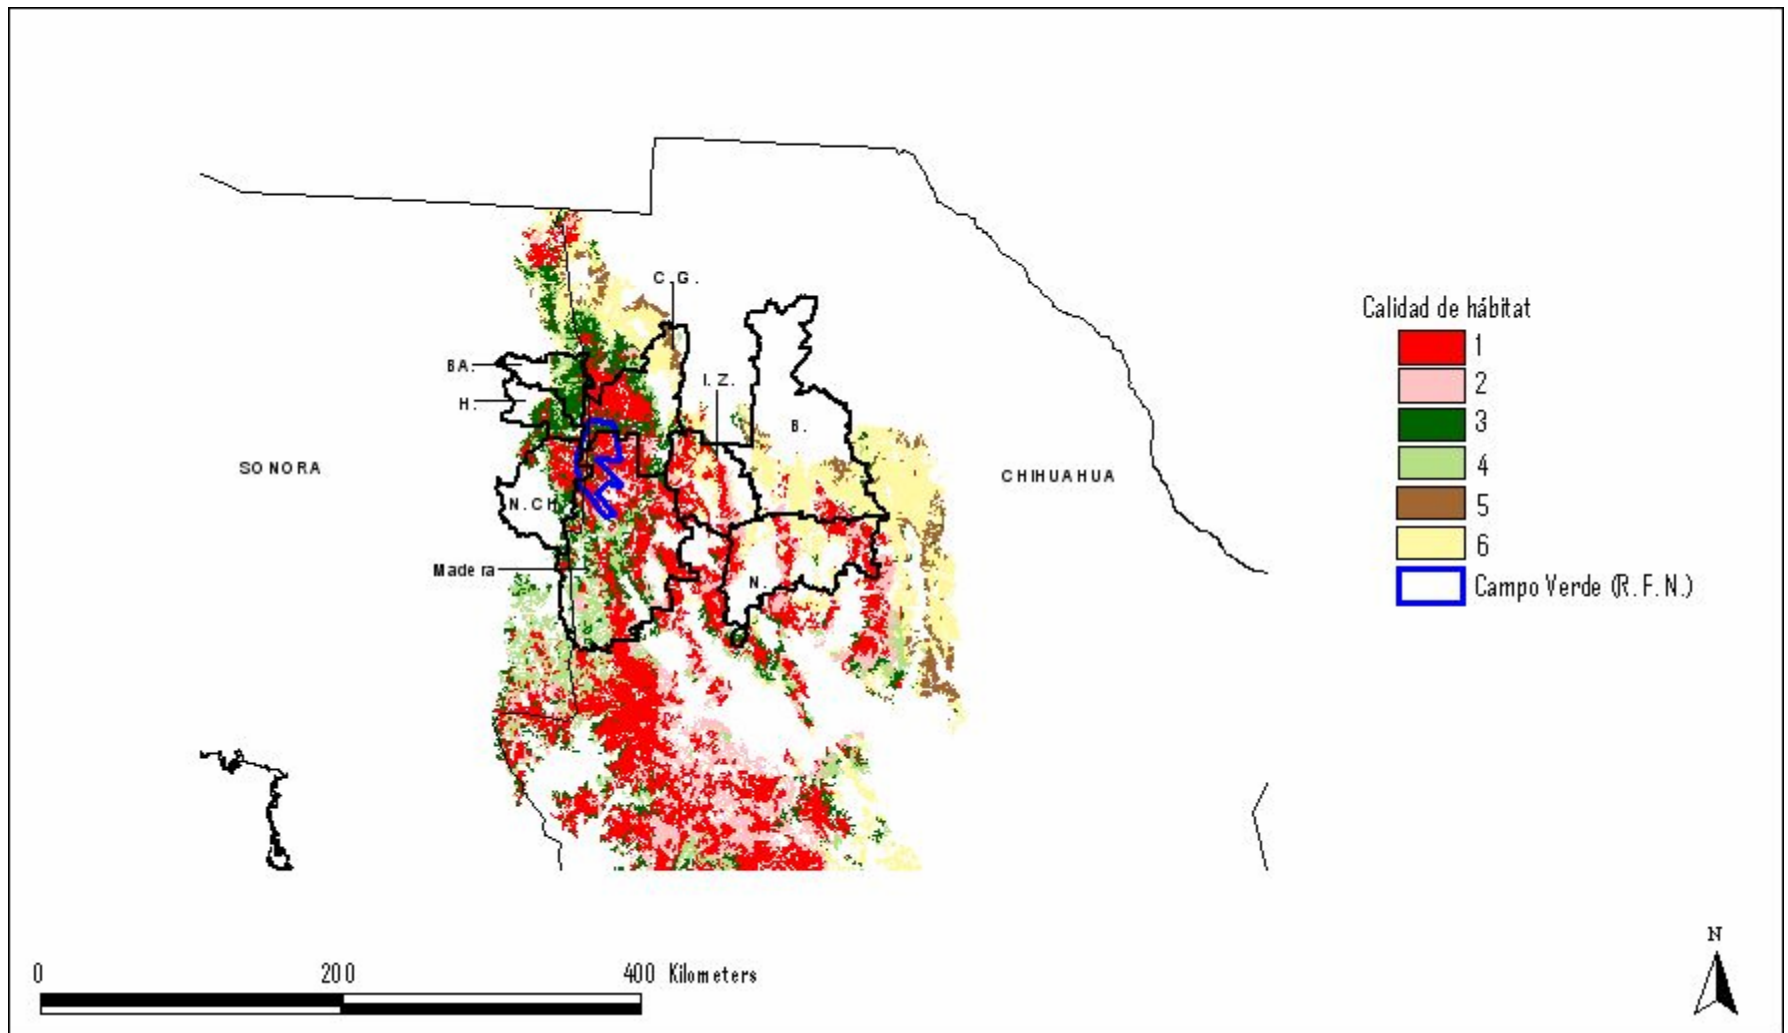 C.G.
Calidad de hábitat
1
BA.
2
I.Z.
H.
3
B.
4
SONORA
CHIHUAHUA
N.CH
5
6
Madera
N.
Campo Verde (R.F.N.)
N
0 200 400 Kilometers